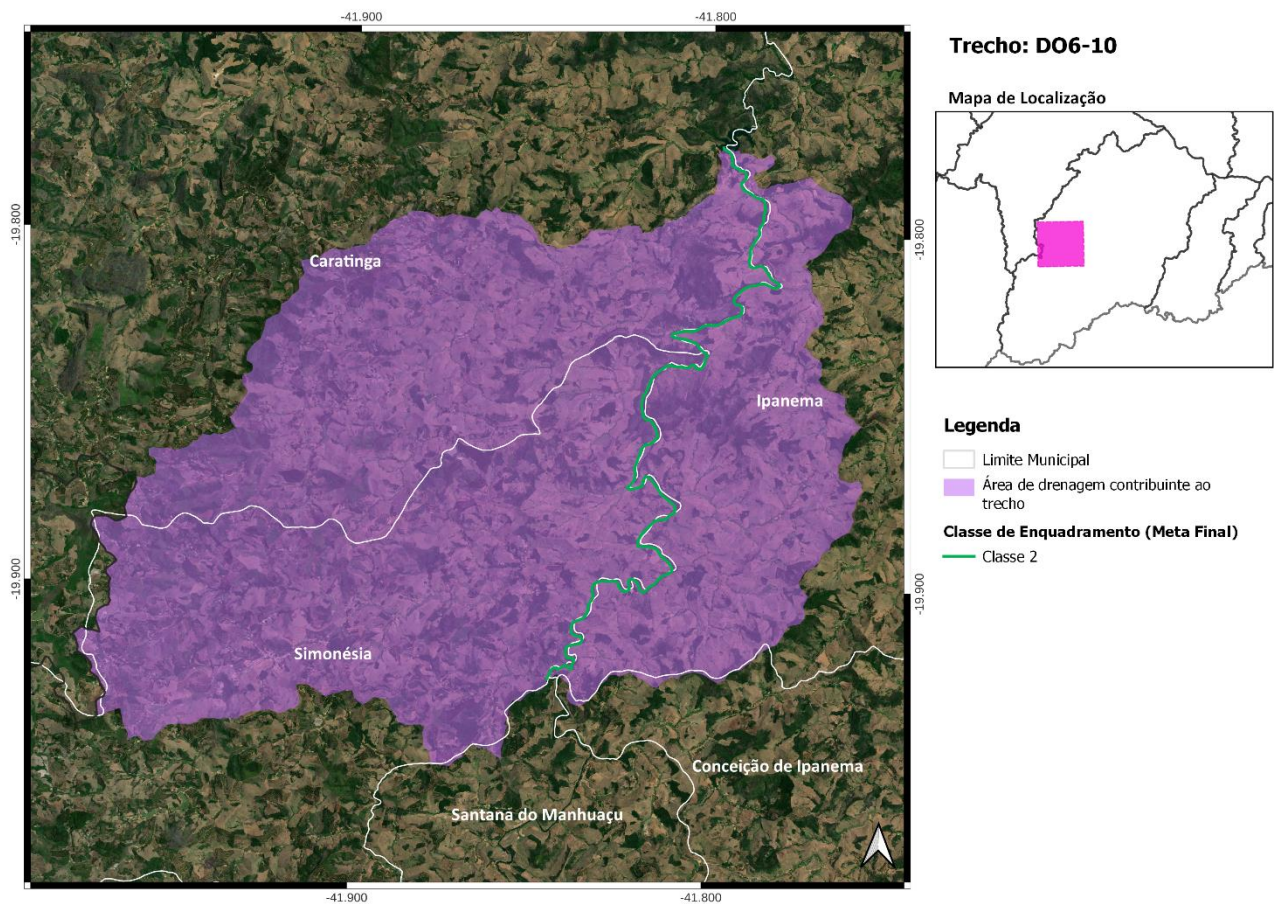 -41.900
-41.800
Trecho: DO6-10
Mapa de Localização
-19.800
-19.800
Caratinga
Ipanema
Legenda
Limite Municipal
Área de drenagem contribuinte ao
trecho
Classe de Enquadramento (Meta Final)
Classe 2
-19.900
-19.900
Simonésia
Conceição de Ipanema
Santana do Manhuaçu
-41.900
-41.800